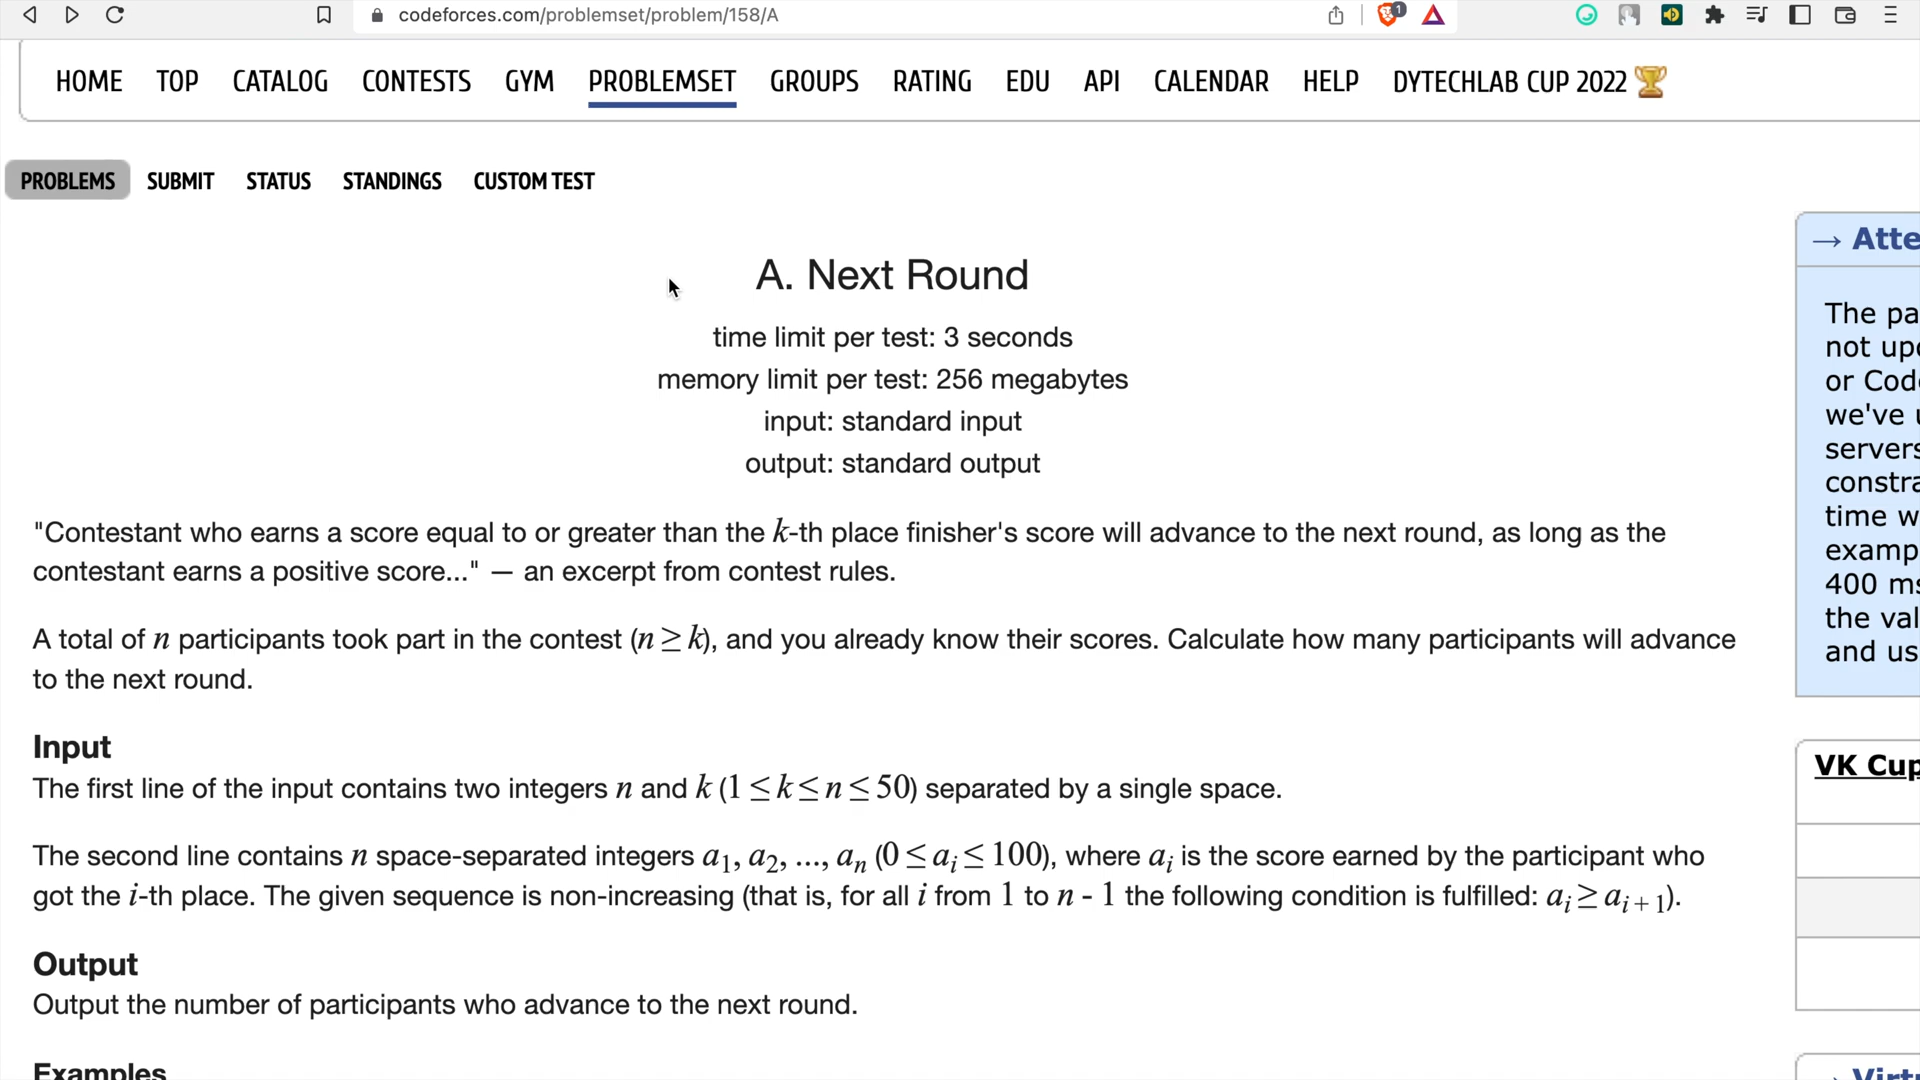 codeforces.com/problemset/problem/158/A
1
HOME TOP CATALOG CONTESTS GYM PROBLEMSET GROUPS RATING EDU API CALENDAR HELP DYTECHLAB CUP 2022
PROBLEMS SUBMIT STATUS STANDINGS CUSTOM TEST
A. Next Round
time limit per test: 3 seconds
memory limit per test: 256 megabytes
input: standard input
output: standard output
"Contestant who earns a score equal to or greater than the k-th place finisher's score will advance to the next round, as long as the
contestant earns a positive score..." — an excerpt from contest rules.
A total of n participants took part in the contest (n ≥ k), and you already know their scores. Calculate how many participants will advance
to the next round.
Input
The first line of the input contains two integers n and k (1 ≤ k ≤ n ≤ 50) separated by a single space.
The second line contains n space-separated integers a₁, a₂, ..., aₙ (0 ≤ aᵢ ≤ 100), where aᵢ is the score earned by the participant who
got the i-th place. The given sequence is non-increasing (that is, for all i from 1 to n - 1 the following condition is fulfilled: aᵢ ≥ aᵢ₊₁).
Output
Output the number of participants who advance to the next round.
Examples
→ Atte
The pa
not upd
or Code
we've u
servers
constra
time w
examp
400 ms
the val
and us
VK Cup
→ Virtu